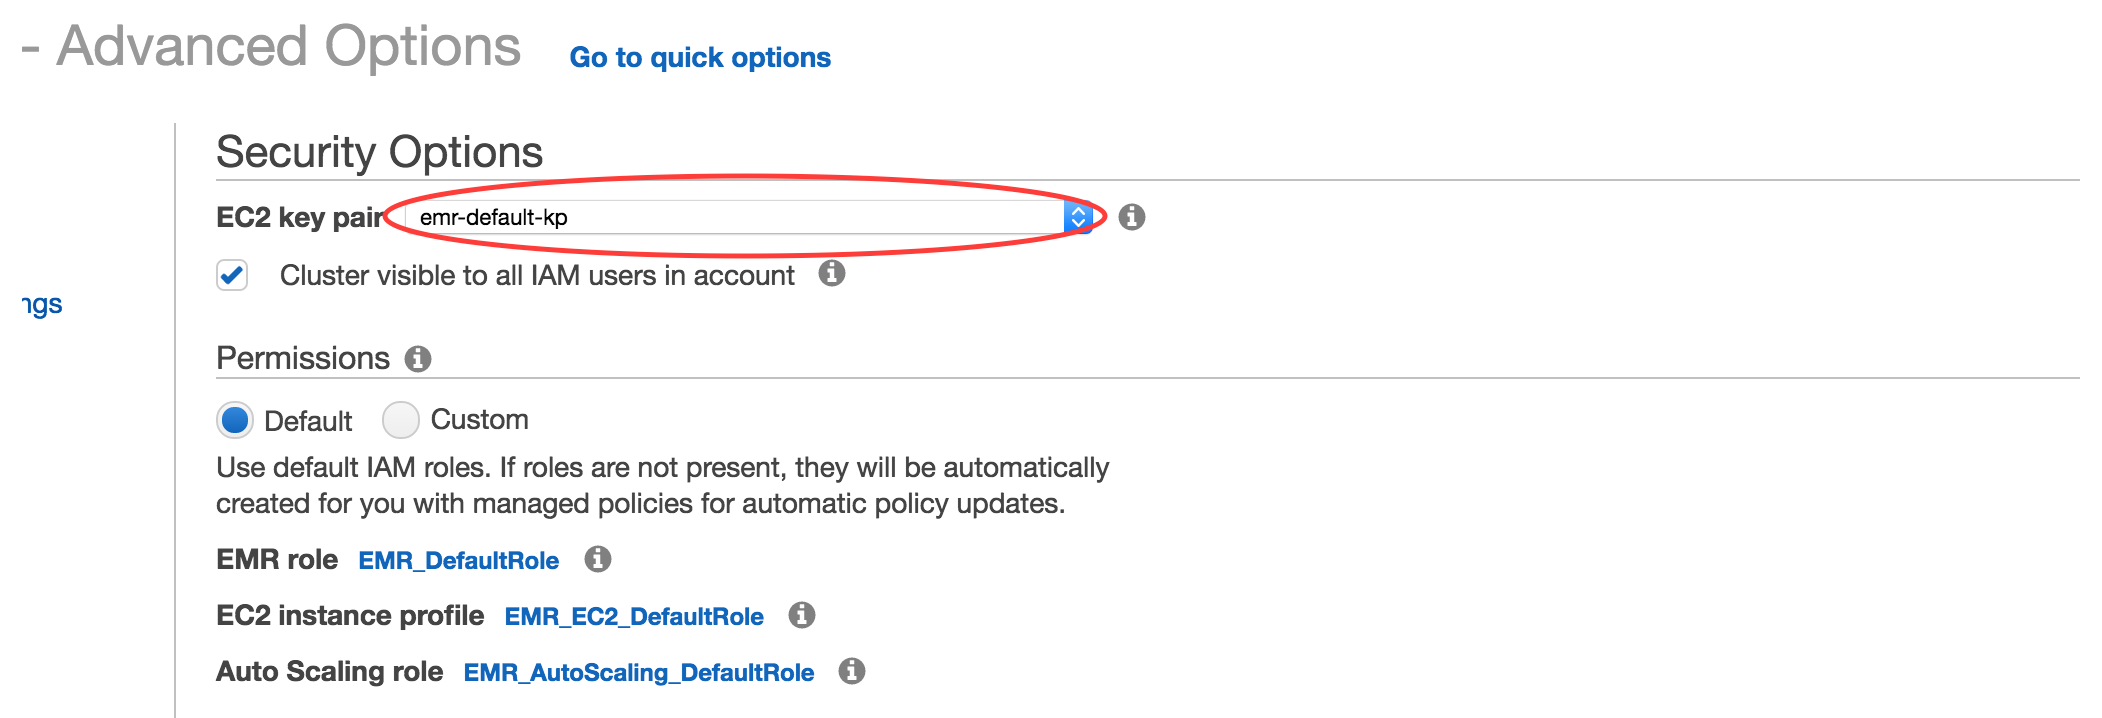 - Advanced Options Go to quick options
Security Options
EC2 key pair emr-default-kp
Cluster visible to all IAM users in account
ngs
Permissions
Default Custom
Use default IAM roles. If roles are not present, they will be automatically
created for you with managed policies for automatic policy updates.
EMR role EMR_DefaultRole
EC2 instance profile EMR_EC2_DefaultRole
Auto Scaling role EMR_AutoScaling_DefaultRole